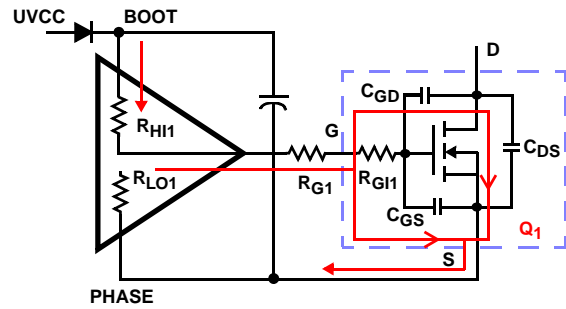 UVCC
BOOT
D
CGD
RHI1
G
CDS
RLO1
RG1
RGI1
CGS
Q1
S
PHASE